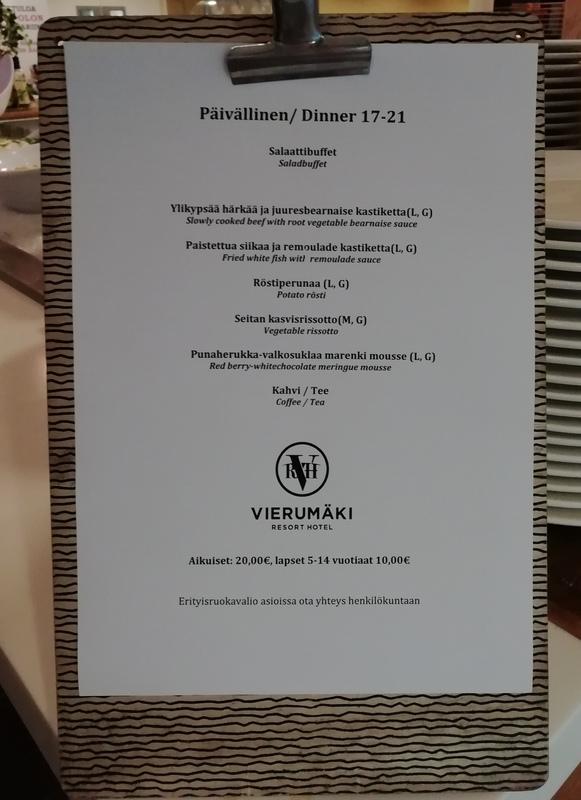 Päivällinen/ Dinner 17-21
Salaattibuffet
Saladbuffet
Ylikypsää härkää ja juuresbearnaise kastiketta(L, G)
Slowly cooked beef with root vegetable bearnaise sauce
Paistettua siikaa ja remoulade kastiketta(L, G)
Fried white fish witl remoulade sauce
Röstiperunaa (L, G)
Potato rösti
Seitan kasvisrissotto(M, G)
Vegetable rissotto
Punaherukka-valkosuklaa marenki mousse (L, G)
Red berry-whitechocolate meringue mousse
Kahvi / Tee
Coffee / Tea
RVH
VIERUMÄKI
RESORT HOTEL
Aikuiset: 20,00€, lapset 5-14 vuotiaat 10,00€
Erityisruokavalio asioissa ota yhteys henkilökuntaan